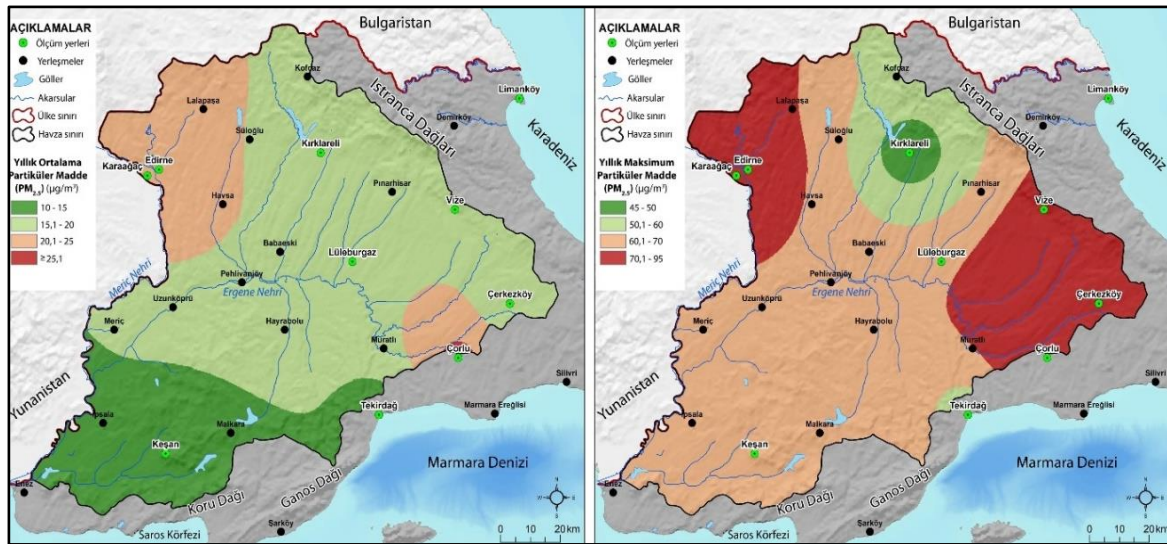 Bulgaristan
AÇIKLAMALAR
Ölçüm yerleri
Yerleşmeler
Göller
Akarsular
Ülke sınırı
Havza sınırı
Yıllık Ortalama
Partiküler Madde
(PM2.5) (μg/m³)
10 - 15
15,1 - 20
20,1 - 25
≥25,1
Kofçaz
Istranca Dağları
Limanköy
Karadeniz
Demirköy
Lalapaşa
Süloğlu
Kırklareli
Edirne
Karaağaç
Havsa
Pınarhisar
Vize
Babaeski
Lüleburgaz
Pehlivanjöy
Meriç Nehri
Ergene Nehri
Uzunköprü
Çerkezköy
Meriç
Hayrabolu
Muratlı
Çorlu
Silivri
Yunanistan
Tekirdağ
Marmara Ereğlisi
İpsala
Malkara
Keşan
Marmara Denizi
Enez
Koru Dağı
Ganos Dağı
Saros Körfezi
Şarköy
N
W
E
S
0 10 20 km
Bulgaristan
AÇIKLAMALAR
Ölçüm yerleri
Yerleşmeler
Göller
Akarsular
Ülke sınırı
Havza sınırı
Yıllık Maksimum
Partiküler Madde
(PM2.5) (μg/m³)
45 - 50
50,1 - 60
60,1 - 70
70,1 - 95
Kofçaz
Istranca Dağları
Limanköy
Karadeniz
Demirköy
Lalapaşa
Süloğlu
Kırklareli
Edirne
Karaağaç
Havsa
Pınarhisar
Vize
Babaeski
Lüleburgaz
Pehlivanjöy
Meriç Nehri
Ergene Nehri
Uzunköprü
Çerkezköy
Meriç
Hayrabolu
Muratlı
Çorlu
Silivri
Yunanistan
Tekirdağ
Marmara Ereğlisi
İpsala
Malkara
Keşan
Marmara Denizi
Enez
Koru Dağı
Ganos Dağı
Saros Körfezi
Şarköy
N
W
E
S
0 10 20 km